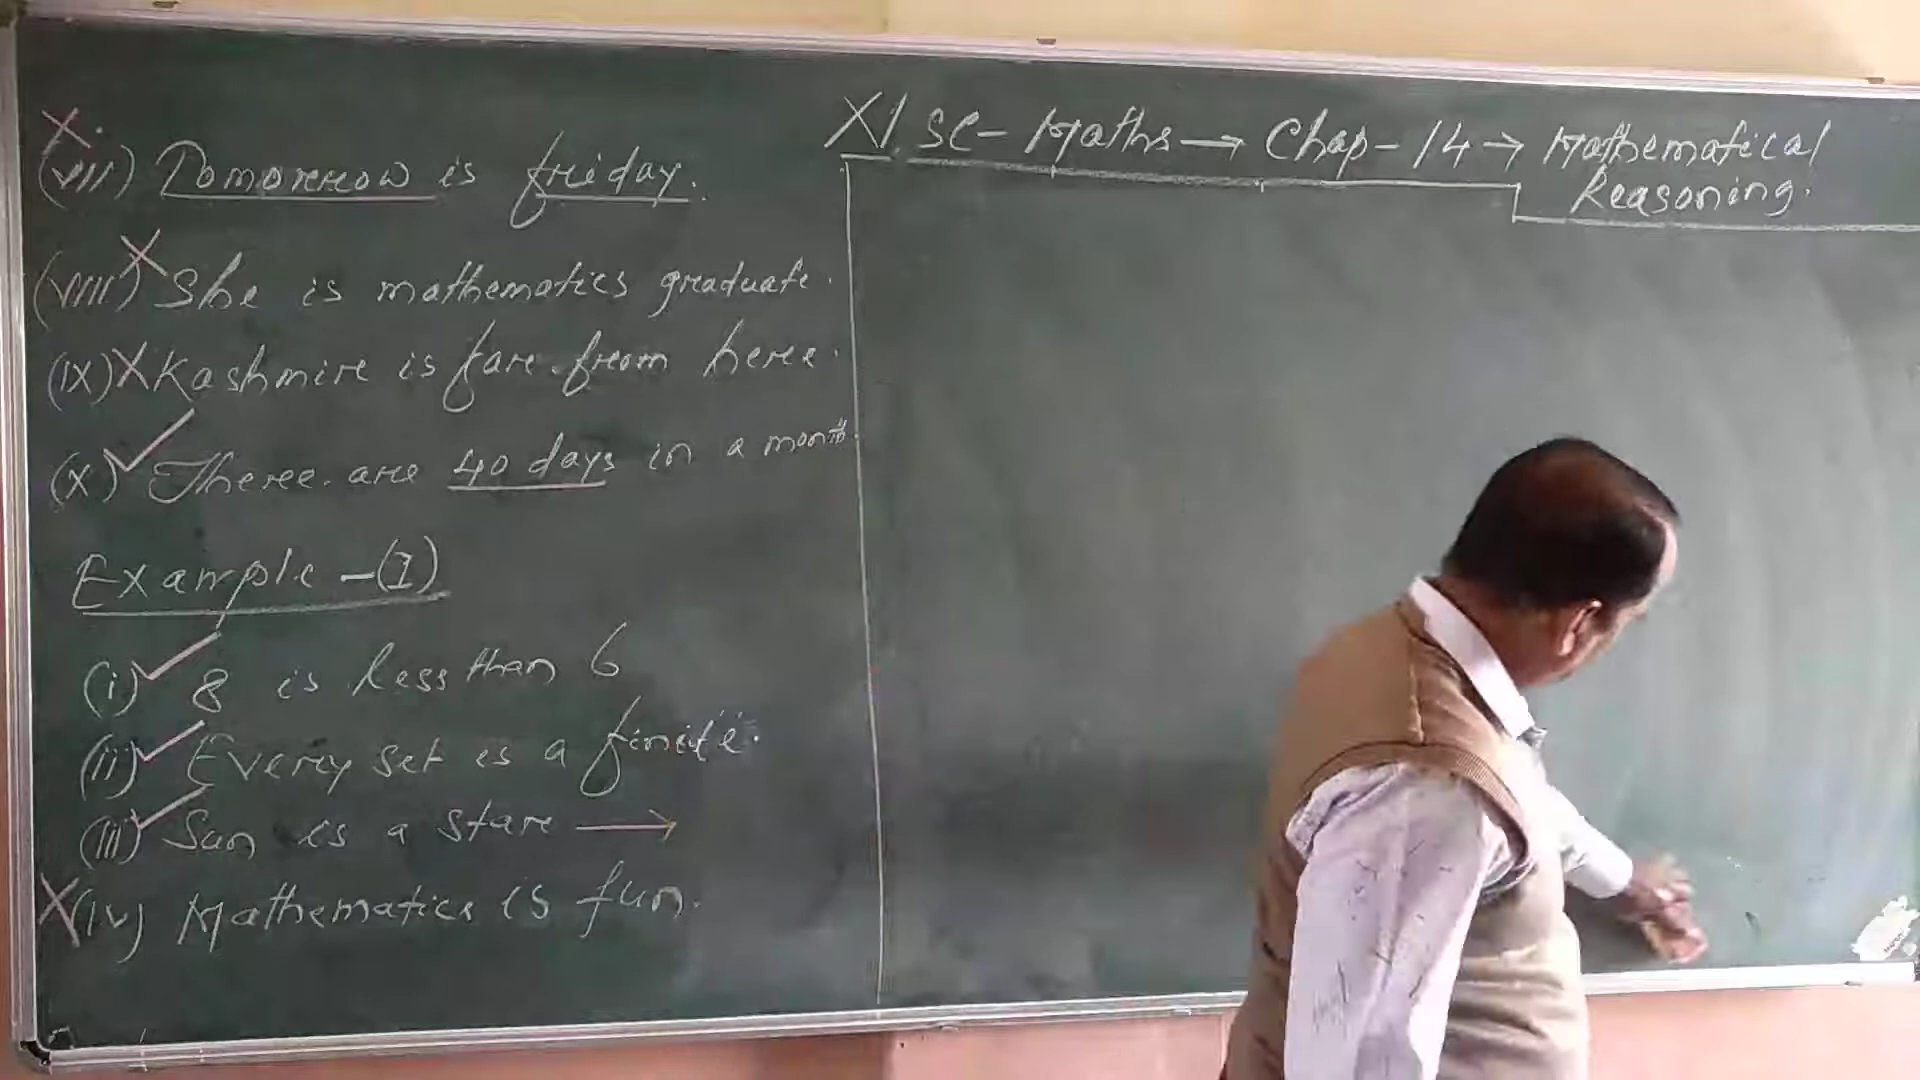 (vii) Tomorrow is friday.
(viii) She is mathematics graduate.
(ix) Kashmire is fare from here.
(x) There are 40 days in a month.
Example - (1)
(i) 8 is less than 6
(ii) Every set is a finite.
(iii) Sun is a stare →
(iv) Mathematics is fun.
XI. SC - Maths → Chap - 14 → Mathematical
Reasoning.